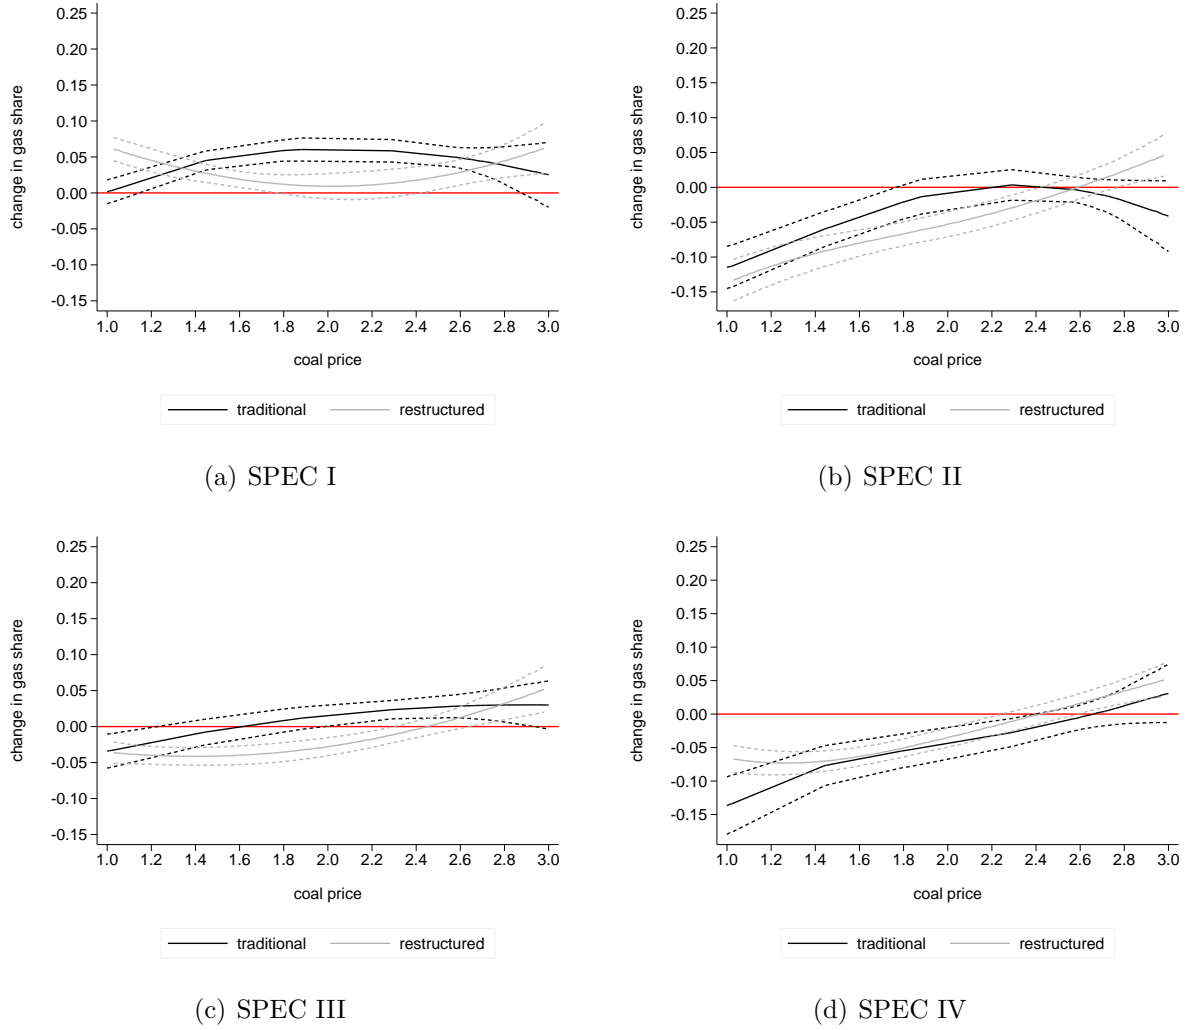 change in gas share
0.25
0.20
0.15
0.10
0.05
0.00
-0.05
-0.10
-0.15
1.0 1.2 1.4 1.6 1.8 2.0 2.2 2.4 2.6 2.8 3.0
coal price
traditional restructured
(a) SPEC I
change in gas share
0.25
0.20
0.15
0.10
0.05
0.00
-0.05
-0.10
-0.15
1.0 1.2 1.4 1.6 1.8 2.0 2.2 2.4 2.6 2.8 3.0
coal price
traditional restructured
(b) SPEC II
change in gas share
0.25
0.20
0.15
0.10
0.05
0.00
-0.05
-0.10
-0.15
1.0 1.2 1.4 1.6 1.8 2.0 2.2 2.4 2.6 2.8 3.0
coal price
traditional restructured
(c) SPEC III
change in gas share
0.25
0.20
0.15
0.10
0.05
0.00
-0.05
-0.10
-0.15
1.0 1.2 1.4 1.6 1.8 2.0 2.2 2.4 2.6 2.8 3.0
coal price
traditional restructured
(d) SPEC IV